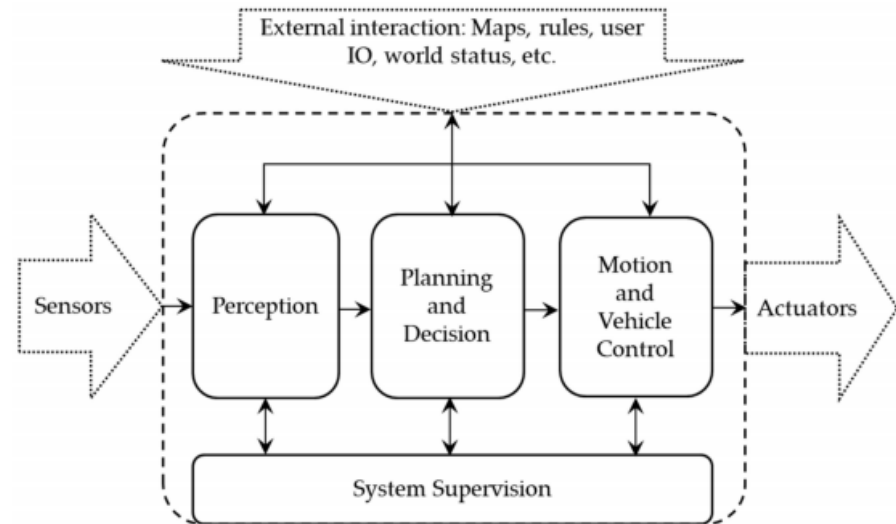 External interaction: Maps, rules, user
IO, world status, etc.
Sensors
Perception
Planning
and
Decision
Motion
and
Vehicle
Control
Actuators
System Supervision